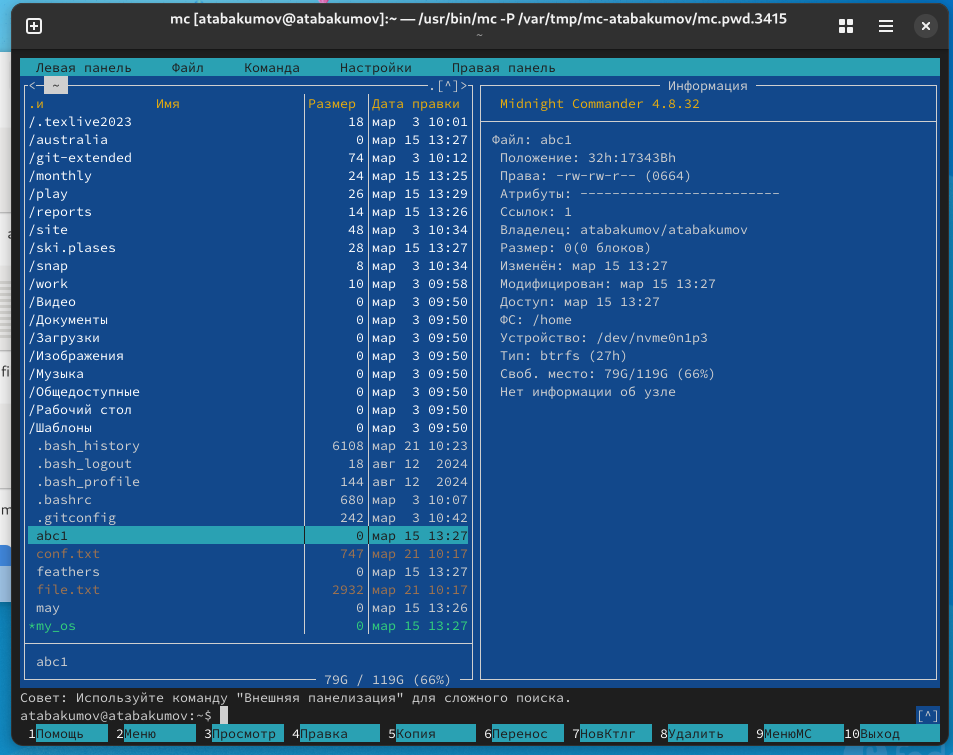 mc [atabakumov@atabakumov]:~ — /usr/bin/mc -P /var/tmp/mc-atabakumov/mc.pwd.3415
~
Левая панель Файл Команда Настройки Правая панель
<─ ~ .[^]>
.и Имя Размер Дата правки
/.texlive2023 18 мар 3 10:01
/australia 0 мар 15 13:27
/git-extended 74 мар 3 10:12
/monthly 24 мар 15 13:25
/play 26 мар 15 13:29
/reports 14 мар 15 13:26
/site 48 мар 3 10:34
/ski.plases 28 мар 15 13:27
/snap 8 мар 3 10:34
/work 10 мар 3 09:58
/Видео 0 мар 3 09:50
/Документы 0 мар 3 09:50
/Загрузки 0 мар 3 09:50
/Изображения 0 мар 3 09:50
/Музыка 0 мар 3 09:50
/Общедоступные 0 мар 3 09:50
/Рабочий стол 0 мар 3 09:50
/Шаблоны 0 мар 3 09:50
.bash_history 6108 мар 21 10:23
.bash_logout 18 авг 12 2024
.bash_profile 144 авг 12 2024
.bashrc 680 мар 3 10:07
.gitconfig 242 мар 3 10:42
abc1 0 мар 15 13:27
conf.txt 747 мар 21 10:17
feathers 0 мар 15 13:27
file.txt 2932 мар 21 10:17
may 0 мар 15 13:26
*my_os 0 мар 15 13:27
abc1
79G / 119G (66%)
Информация
Midnight Commander 4.8.32
Файл: abc1
Положение: 32h:17343Bh
Права: -rw-rw-r-- (0664)
Атрибуты: -------------------------
Ссылок: 1
Владелец: atabakumov/atabakumov
Размер: 0(0 блоков)
Изменён: мар 15 13:27
Модифицирован: мар 15 13:27
Доступ: мар 15 13:27
ФС: /home
Устройство: /dev/nvme0n1p3
Тип: btrfs (27h)
Своб. место: 79G/119G (66%)
Нет информации об узле
Совет: Используйте команду "Внешняя панелизация" для сложного поиска.
atabakumov@atabakumov:~$ [^]
1Помощь 2Меню 3Просмотр 4Правка 5Копия 6Перенос 7НовКтлг 8Удалить 9МенюMC 10Выход